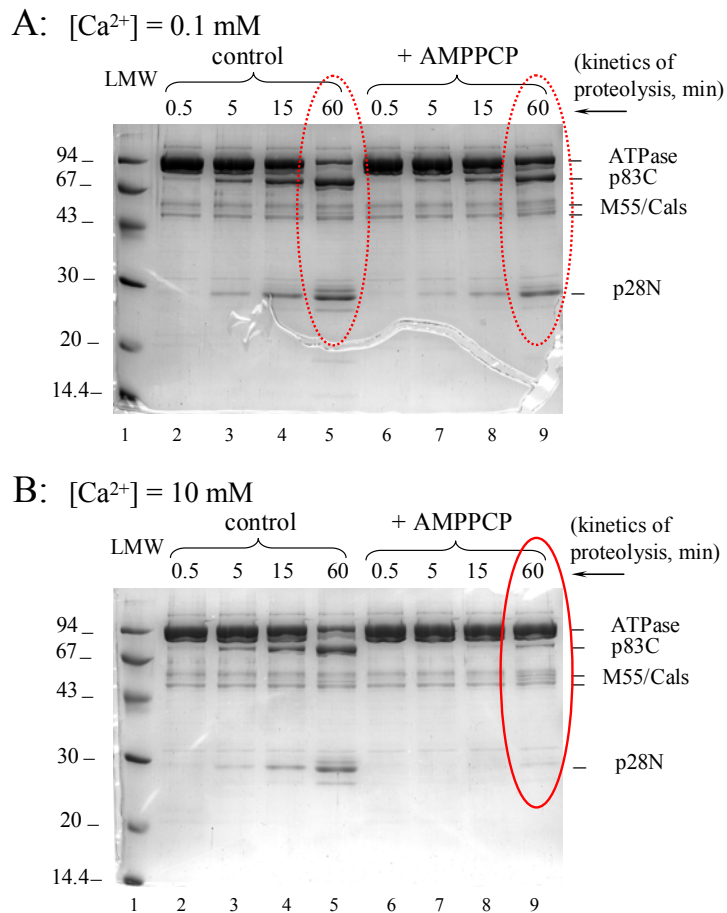 A: [Ca²⁺] = 0.1 mM
control + AMPPCP (kinetics of proteolysis, min)
LMW 0.5 5 15 60 0.5 5 15 60
94 ATPase
67 p83C
43 M55/Cals
30 p28N
20
14.4
1 2 3 4 5 6 7 8 9
B: [Ca²⁺] = 10 mM
control + AMPPCP (kinetics of proteolysis, min)
LMW 0.5 5 15 60 0.5 5 15 60
94 ATPase
67 p83C
43 M55/Cals
30 p28N
20
14.4
1 2 3 4 5 6 7 8 9